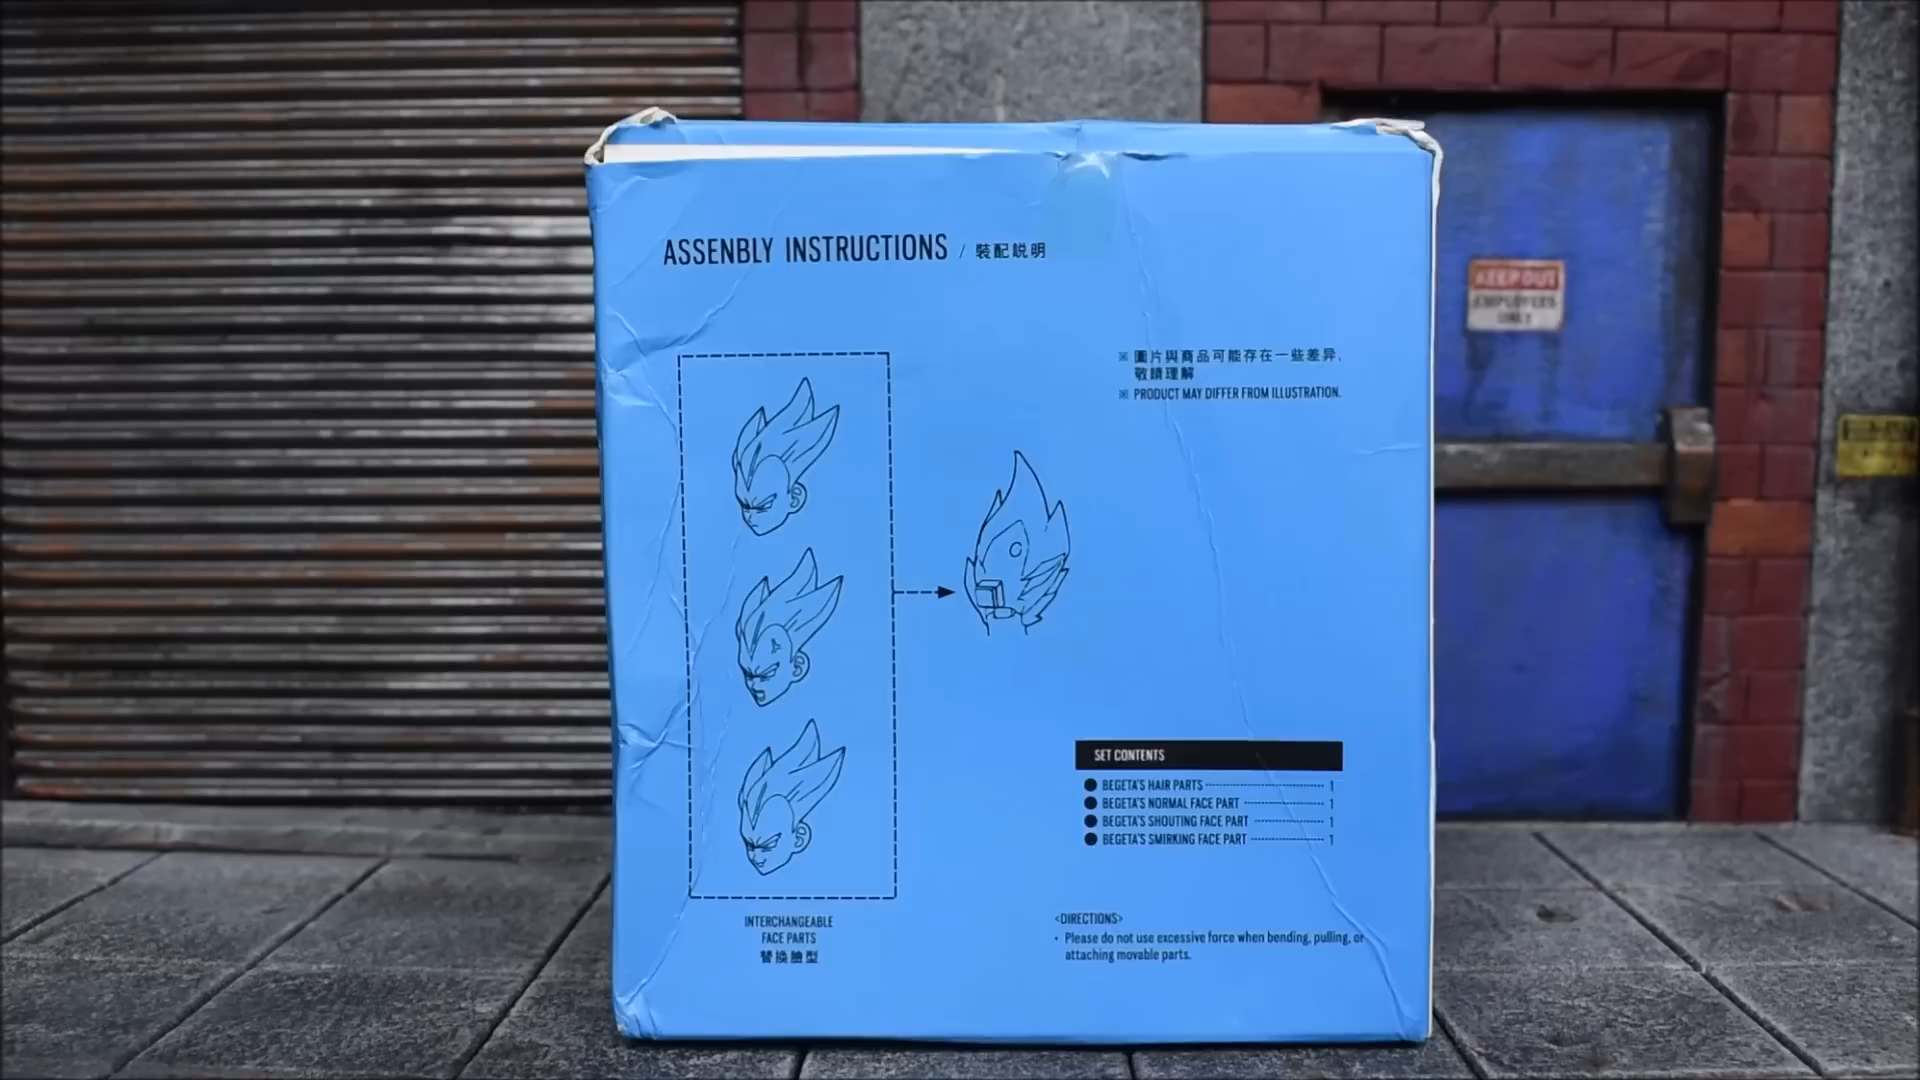 ASSENBLY INSTRUCTIONS / 裝配説明
※ 圖片與商品可能存在一些差异,
敬請理解
※ PRODUCT MAY DIFFER FROM ILLUSTRATION.
SET CONTENTS
● BEGETA'S HAIR PARTS 1
● BEGETA'S NORMAL FACE PART 1
● BEGETA'S SHOUTING FACE PART 1
● BEGETA'S SMIRKING FACE PART 1
INTERCHANGEABLE
FACE PARTS
替換臉型
<DIRECTIONS>
• Please do not use excessive force when bending, pulling, or
attaching movable parts.
KEEP OUT
EMPLOYEES
ONLY